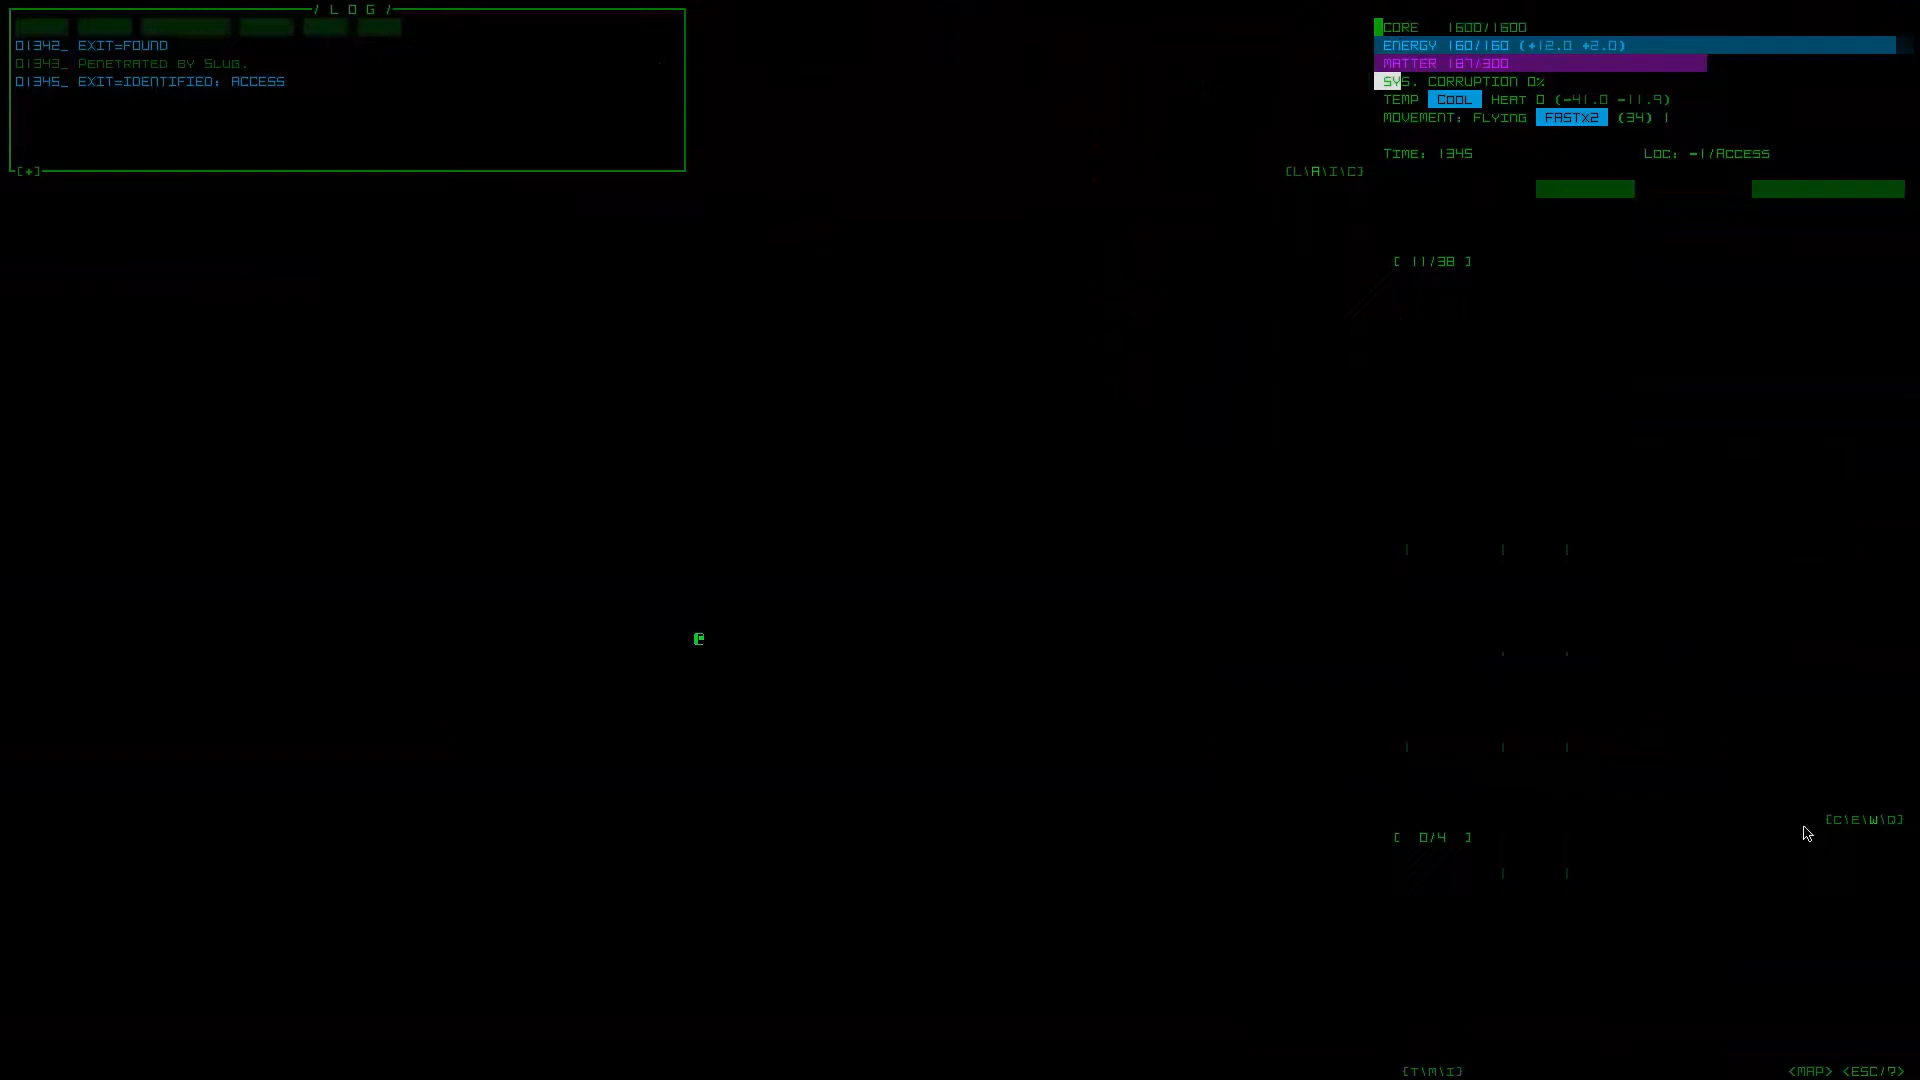 / L O G /
01342_ EXIT=FOUND
01343_ PENETRATED BY SLUG.
01345_ EXIT=IDENTIFIED: ACCESS
[+]
[L\A\I\C]
CORE 1600/1600
ENERGY 160/160 (+12.0 +2.0)
MATTER 187/300
SYS. CORRUPTION 0%
TEMP COOL HEAT 0 (-41.0 -11.9)
MOVEMENT: FLYING FASTX2 (34) 1
TIME: 1345 LOC: -1/ACCESS
[ 11/38 ]
[C\E\W\Q]
[ 0/4 ]
[T\M\I]
<MAP> <ESC/?>